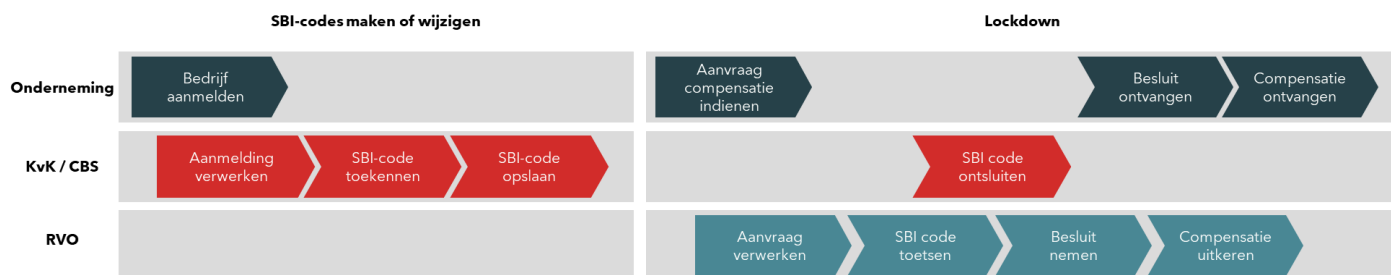 SBI-codes maken of wijzigen
Lockdown
Onderneming
Bedrijf
aanmelden
Aanvraag
compensatie
indienen
Besluit
ontvangen
Compensatie
ontvangen
KvK / CBS
Aanmelding
verwerken
SBI-code
toekennen
SBI-code
opslaan
SBI code
ontsluiten
RVO
Aanvraag
verwerken
SBI code
toetsen
Besluit
nemen
Compensatie
uitkeren